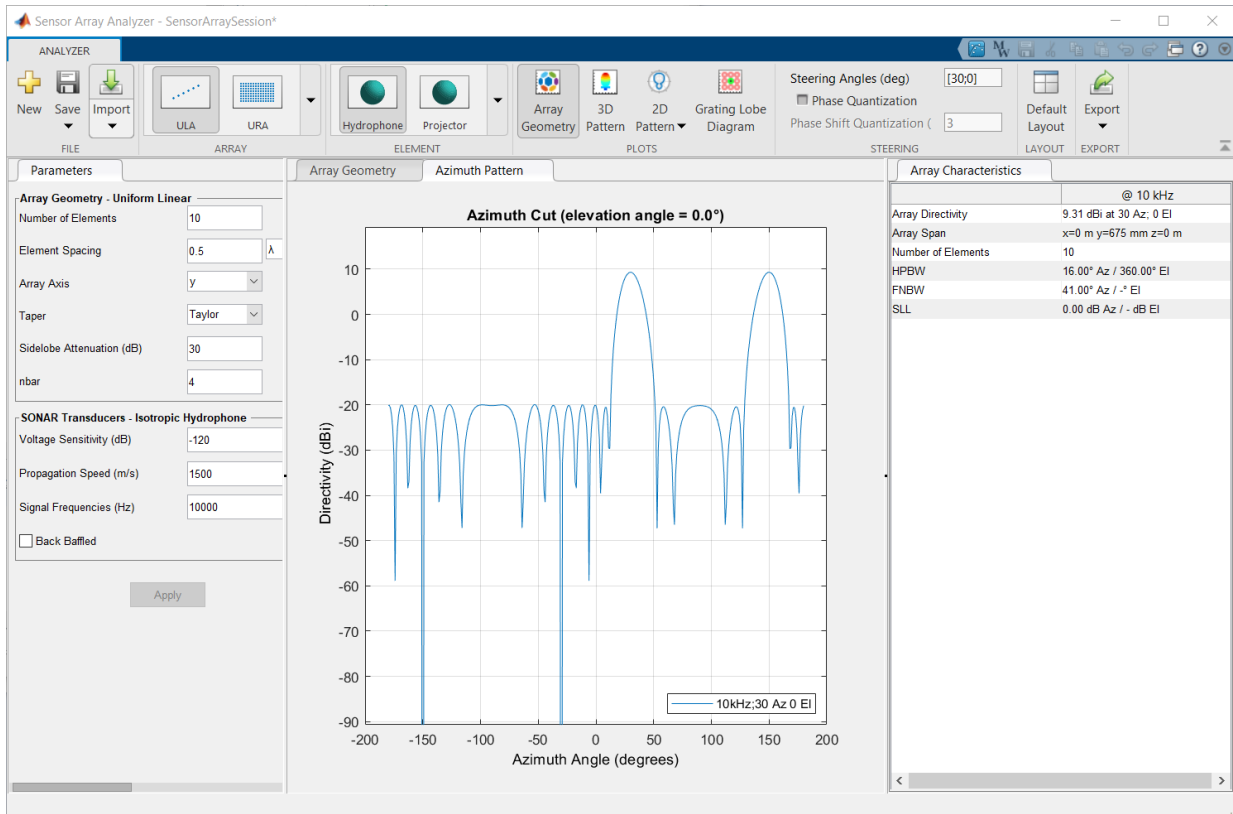 Sensor Array Analyzer - SensorArraySession*
ANALYZER
New
Save
Import
FILE
ULA
URA
ARRAY
Hydrophone
Projector
ELEMENT
Array
Geometry
3D
Pattern
2D
Pattern
Grating Lobe
Diagram
PLOTS
Steering Angles (deg) [30;0]
Phase Quantization
Phase Shift Quantization ( 3
STEERING
Default
Layout
LAYOUT
Export
EXPORT
Parameters
Array Geometry - Uniform Linear
Number of Elements 10
Element Spacing 0.5 λ
Array Axis y
Taper Taylor
Sidelobe Attenuation (dB) 30
nbar 4
SONAR Transducers - Isotropic Hydrophone
Voltage Sensitivity (dB) -120
Propagation Speed (m/s) 1500
Signal Frequencies (Hz) 10000
Back Baffled
Apply
Array Geometry
Azimuth Pattern
Azimuth Cut (elevation angle = 0.0°)
Directivity (dBi)
10
0
-10
-20
-30
-40
-50
-60
-70
-80
-90
-200 -150 -100 -50 0 50 100 150 200
Azimuth Angle (degrees)
10kHz;30 Az 0 El
Array Characteristics
@ 10 kHz
Array Directivity 9.31 dBi at 30 Az; 0 El
Array Span x=0 m y=675 mm z=0 m
Number of Elements 10
HPBW 16.00° Az / 360.00° El
FNBW 41.00° Az / -° El
SLL 0.00 dB Az / - dB El